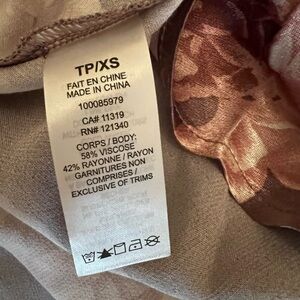 TP/XS
FAIT EN CHINE
MADE IN CHINA
100085979
CA# 11319
RN# 121340
CORPS / BODY:
58% VISCOSE
42% RAYONNE / RAYON
GARNITURES NON
COMPRISES /
EXCLUSIVE OF TRIMS